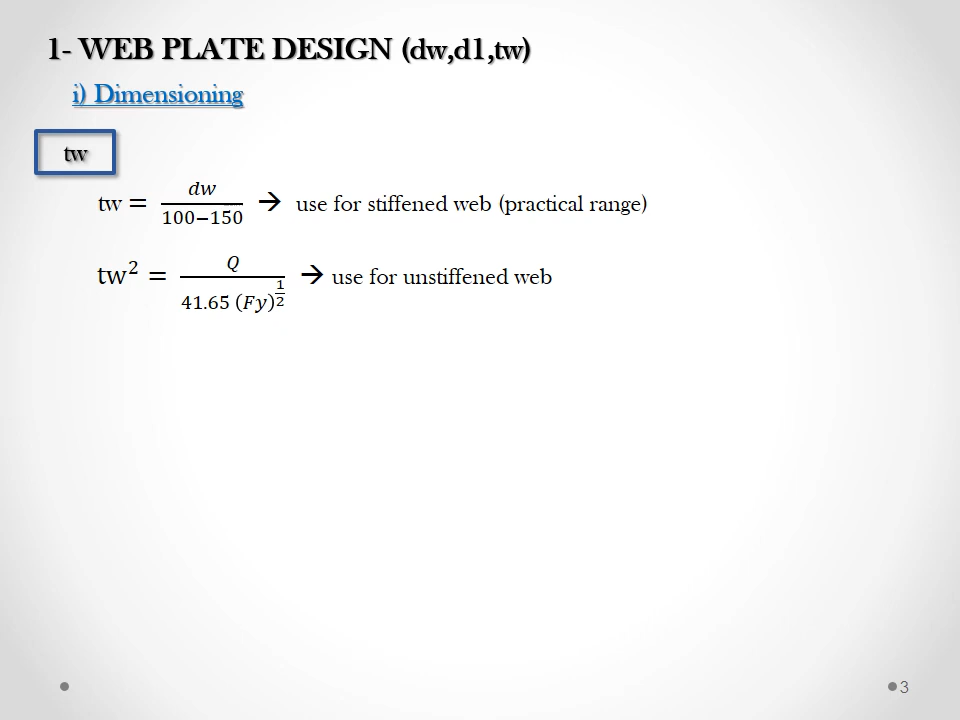 1- WEB PLATE DESIGN (dw,d1,tw)
i) Dimensioning
tw
tw = dw / 100−150 → use for stiffened web (practical range)
tw² = Q / 41.65 (Fy)^1/2 → use for unstiffened web
3